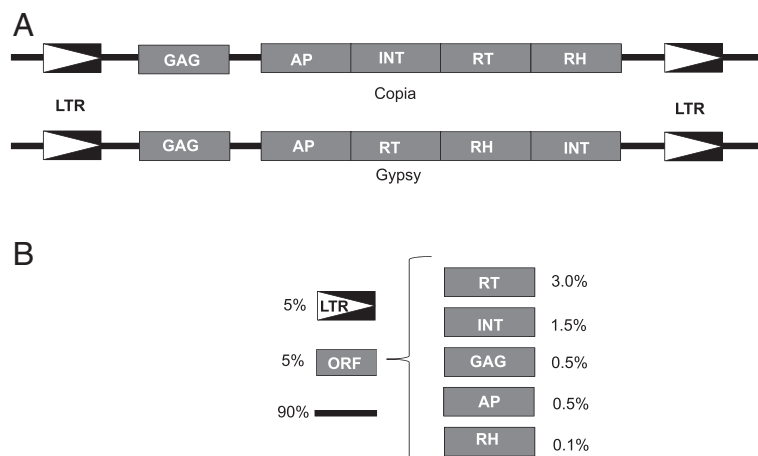 A
GAG AP INT RT RH
Copia
LTR LTR
GAG AP RT RH INT
Gypsy
B
RT 3.0%
5% LTR
INT 1.5%
5% ORF
GAG 0.5%
AP 0.5%
90%
RH 0.1%